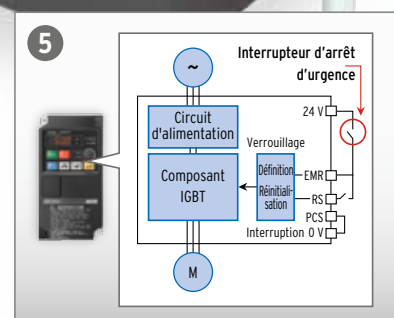 5
Interrupteur d'arrêt
d'urgence
~
24 V
Circuit
d'alimentation
Verrouillage
Composant
IGBT
Définition
Réinitiali-
sation
EMR
RS
PCS
Interruption 0 V
M